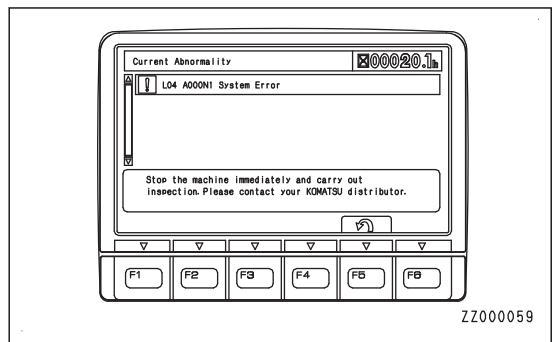 Current Abnormality
00020.1h
! L04 A000N1 System Error
Stop the machine immediately and carry out
inspection. Please contact your KOMATSU distributor.
F1 F2 F3 F4 F5 F6
ZZ000059